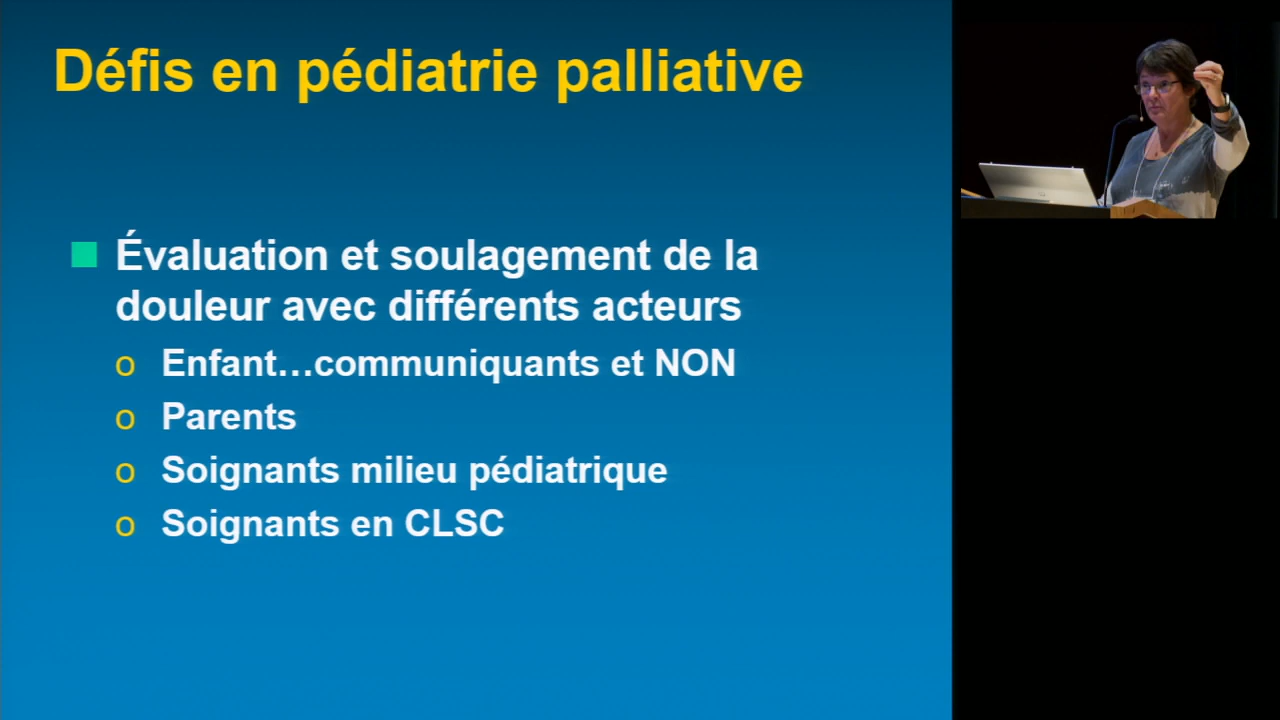 Défis en pédiatrie palliative
Évaluation et soulagement de la
douleur avec différents acteurs
o Enfant…communiquants et NON
o Parents
o Soignants milieu pédiatrique
o Soignants en CLSC